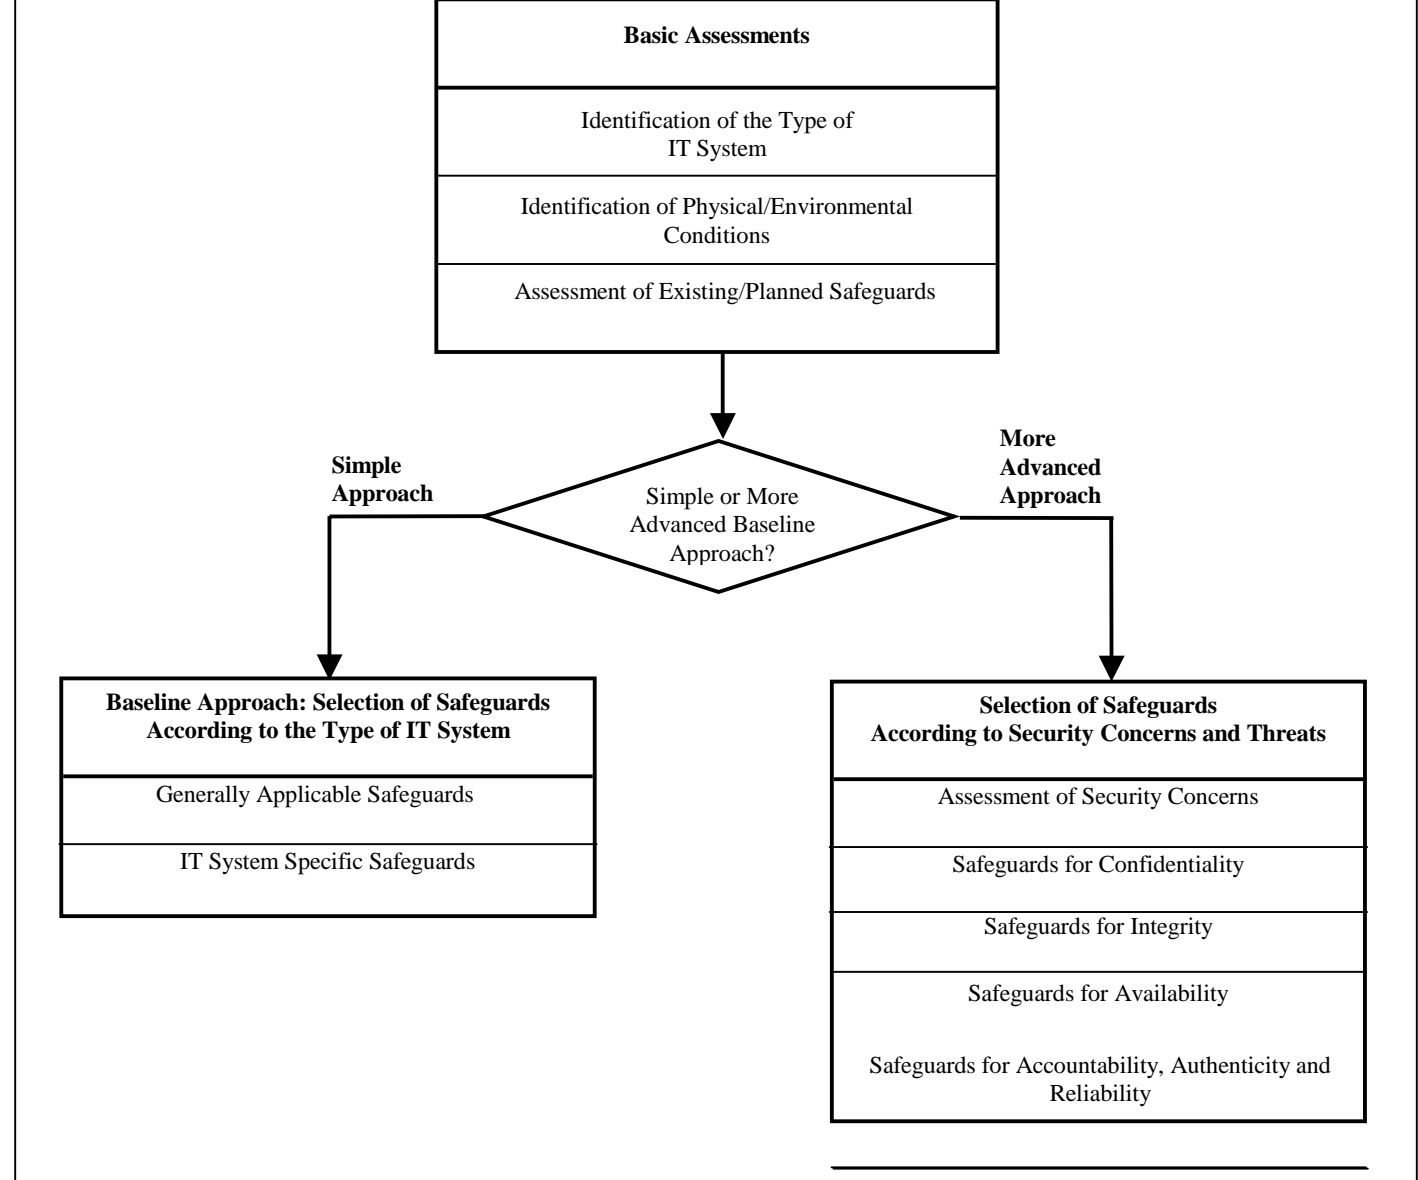 Basic Assessments
Identification of the Type of
IT System
Identification of Physical/Environmental
Conditions
Assessment of Existing/Planned Safeguards
Simple
Approach
More
Advanced
Approach
Simple or More
Advanced Baseline
Approach?
Baseline Approach: Selection of Safeguards
According to the Type of IT System
Generally Applicable Safeguards
IT System Specific Safeguards
Selection of Safeguards
According to Security Concerns and Threats
Assessment of Security Concerns
Safeguards for Confidentiality
Safeguards for Integrity
Safeguards for Availability
Safeguards for Accountability, Authenticity and
Reliability